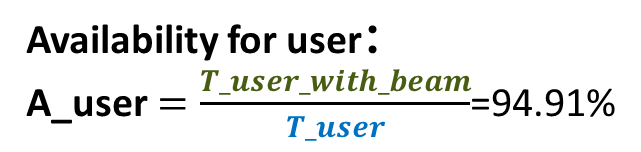 Availability for user：
A_user = T_user_with_beam / T_user =94.91%